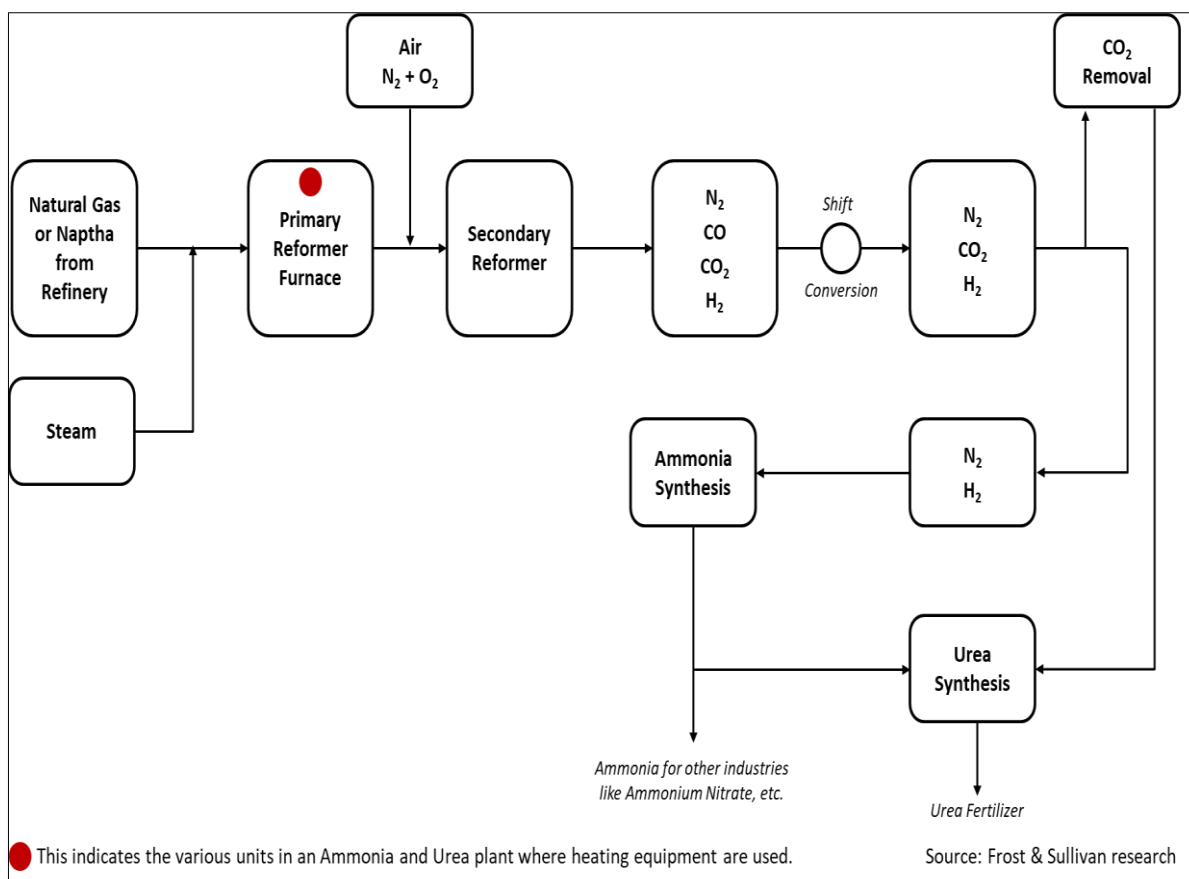 Air
N₂ + O₂
CO₂
Removal
Natural Gas
or Naptha
from
Refinery
Primary
Reformer
Furnace
Secondary
Reformer
N₂
CO
CO₂
H₂
Shift
Conversion
N₂
CO₂
H₂
Steam
Ammonia
Synthesis
N₂
H₂
Urea
Synthesis
Ammonia for other industries
like Ammonium Nitrate, etc.
Urea Fertilizer
This indicates the various units in an Ammonia and Urea plant where heating equipment are used.
Source: Frost & Sullivan research